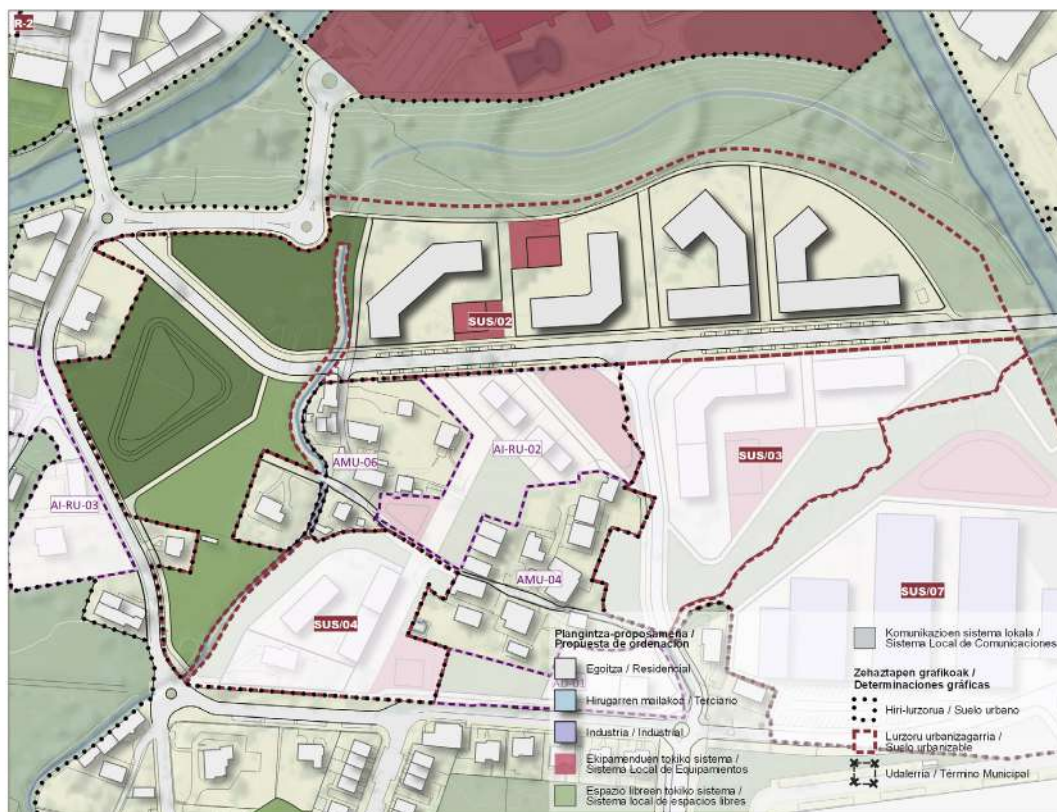 R-2
SUS/02
AI-RU-02
AMU-06
SUS/03
AI-RU-03
AMU-04
SUS/07
SUS/04
Plangintza-proposamena /
Propuesta de ordenación
Egoitza / Residencial
Hirugarren mailakoa / Terciario
Industria / Industrial
Ekipamenduen tokiko sistema /
Sistema Local de Equipamientos
Espazio libreen tokiko sistema /
Sistema local de espacios libres
Komunikazioen sistema lokala /
Sistema Local de Comunicaciones
Zehaztapen grafikoak /
Determinaciones gráficas
Hiri-lurzorua / Suelo urbano
Lurzoru urbanizagarria /
Suelo urbanizable
Udalerria / Término Municipal